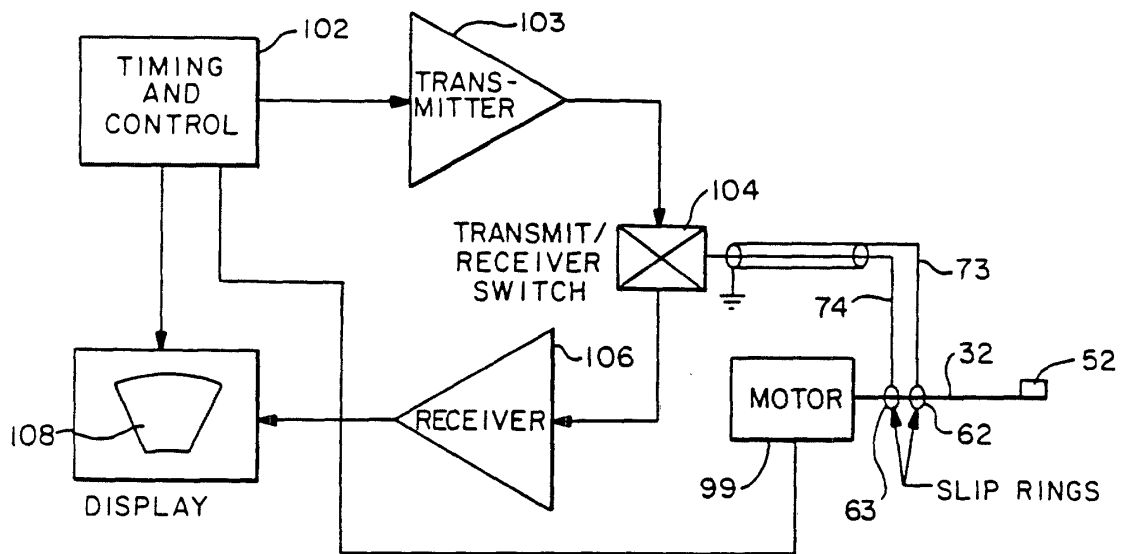 102
TIMING
AND
CONTROL
103
TRANS-
MITTER
104
TRANSMIT/
RECEIVER
SWITCH
73
74
106
RECEIVER
108
DISPLAY
MOTOR
99
32
52
62
63
SLIP RINGS